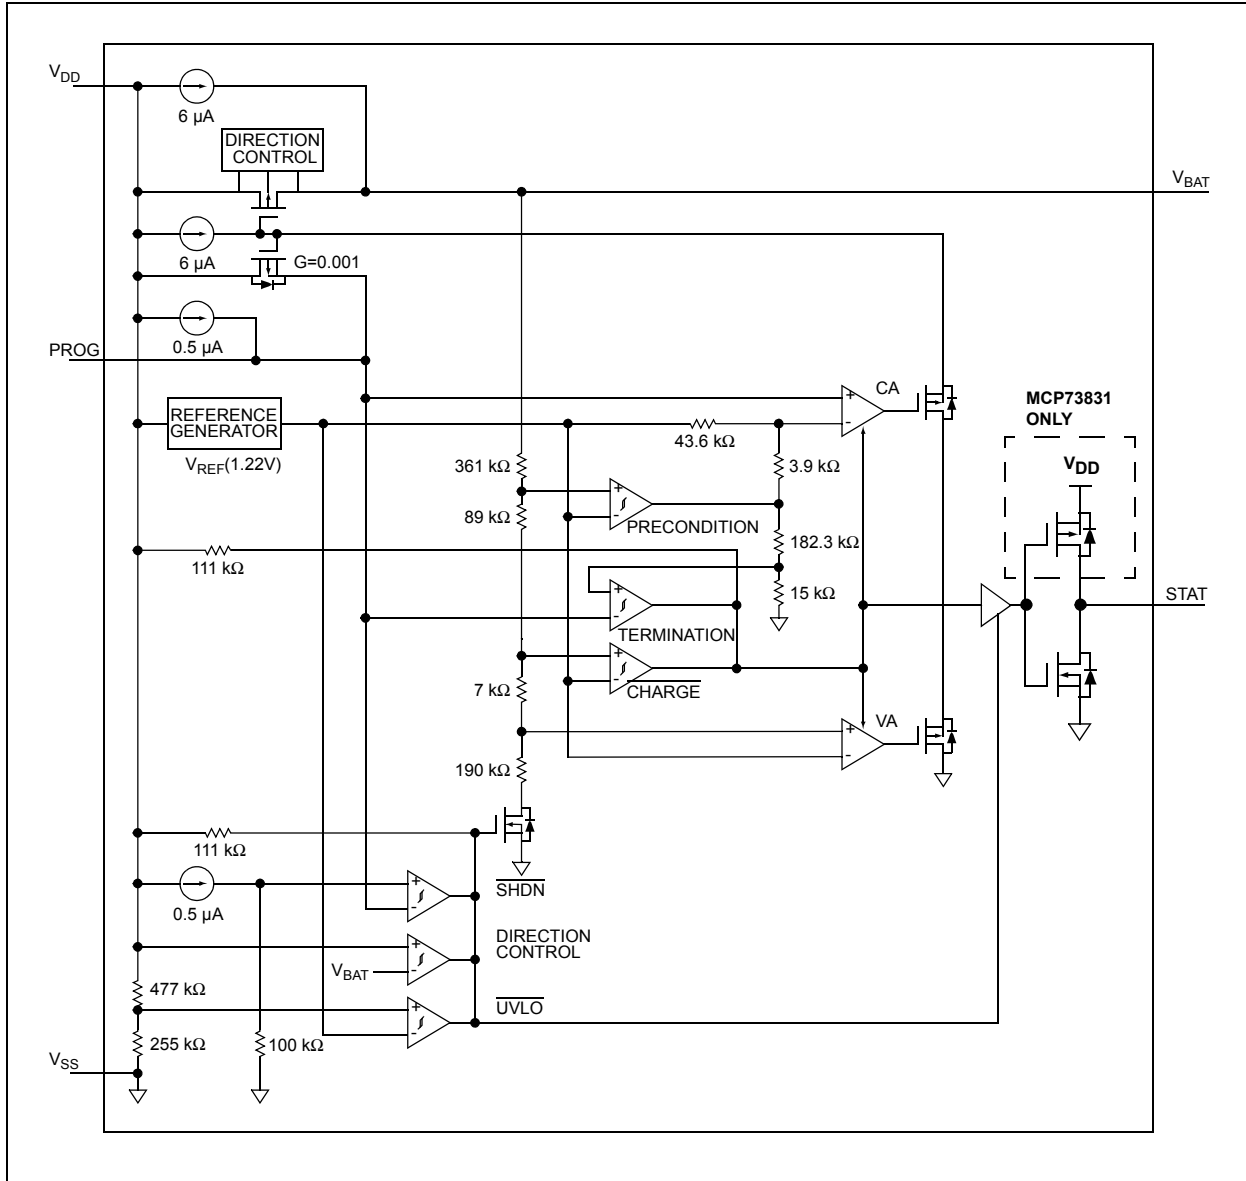 VDD
6 µA
DIRECTION
CONTROL
VBAT
6 µA
G=0.001
0.5 µA
PROG
REFERENCE
GENERATOR
VREF(1.22V)
+
-
CA
43.6 kΩ
MCP73831
ONLY
VDD
361 kΩ
3.9 kΩ
89 kΩ
+
-
PRECONDITION
182.3 kΩ
111 kΩ
+
-
15 kΩ
TERMINATION
STAT
+
-
CHARGE
7 kΩ
+
-
VA
190 kΩ
111 kΩ
+
-
SHDN
0.5 µA
+
-
VBAT
DIRECTION
CONTROL
477 kΩ
+
-
UVLO
255 kΩ
100 kΩ
VSS